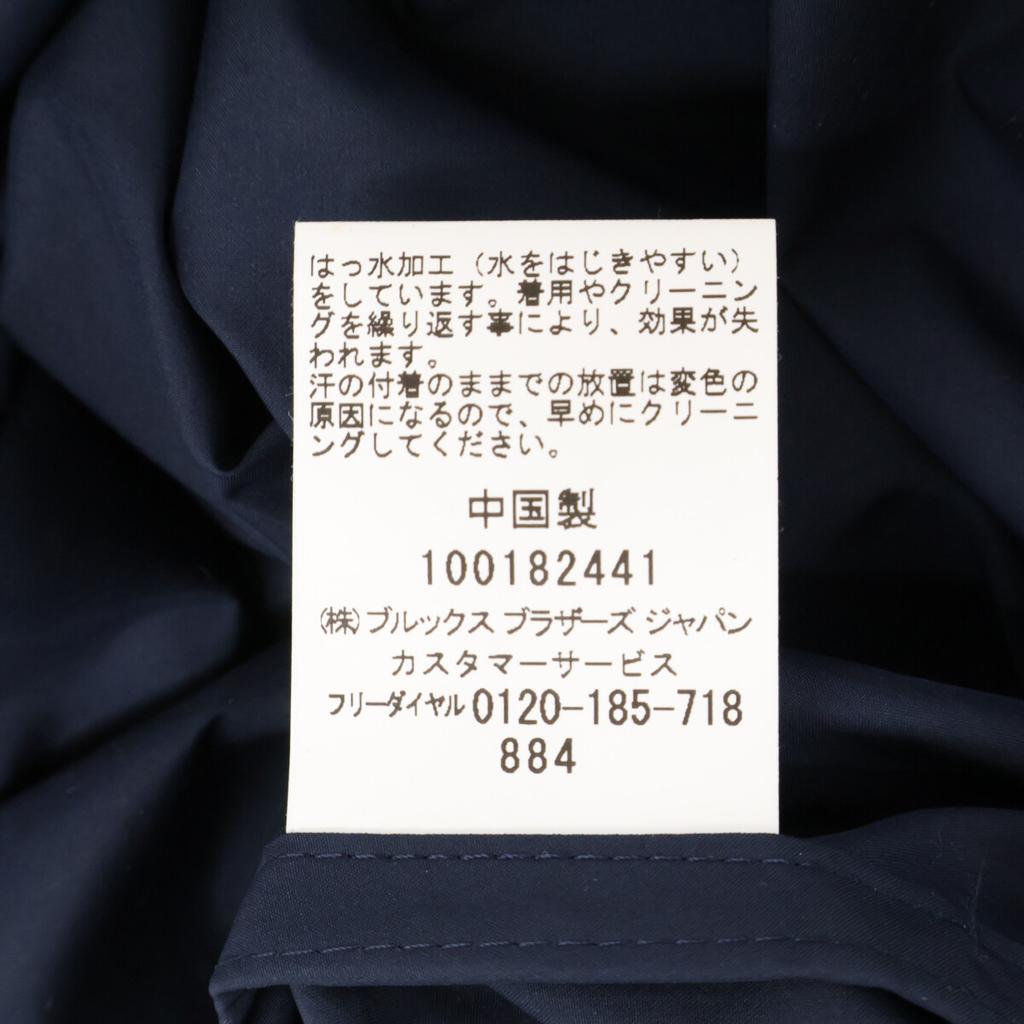 はっ水加工（水をはじきやすい）
をしています。着用やクリーニン
グを繰り返す事により、効果が失
われます。
汗の付着のままでの放置は変色の
原因になるので、早めにクリーニ
ングしてください。
中国製
100182441
(株)ブルックス ブラザーズ ジャパン
カスタマーサービス
フリーダイヤル 0120-185-718
884